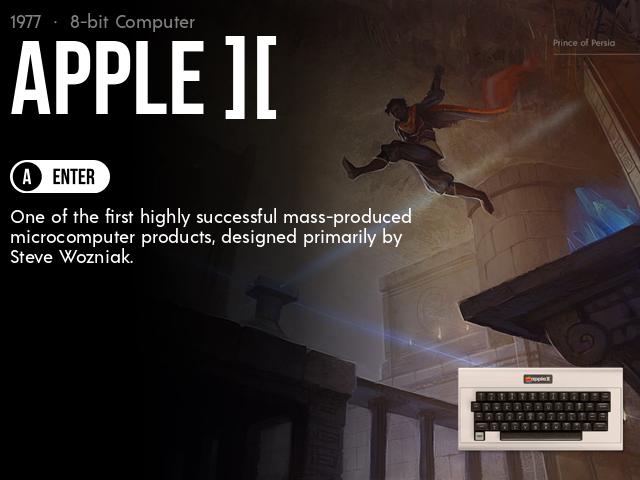 1977 · 8-bit Computer
APPLE ][
Prince of Persia
A ENTER
One of the first highly successful mass-produced
microcomputer products, designed primarily by
Steve Wozniak.
apple ][